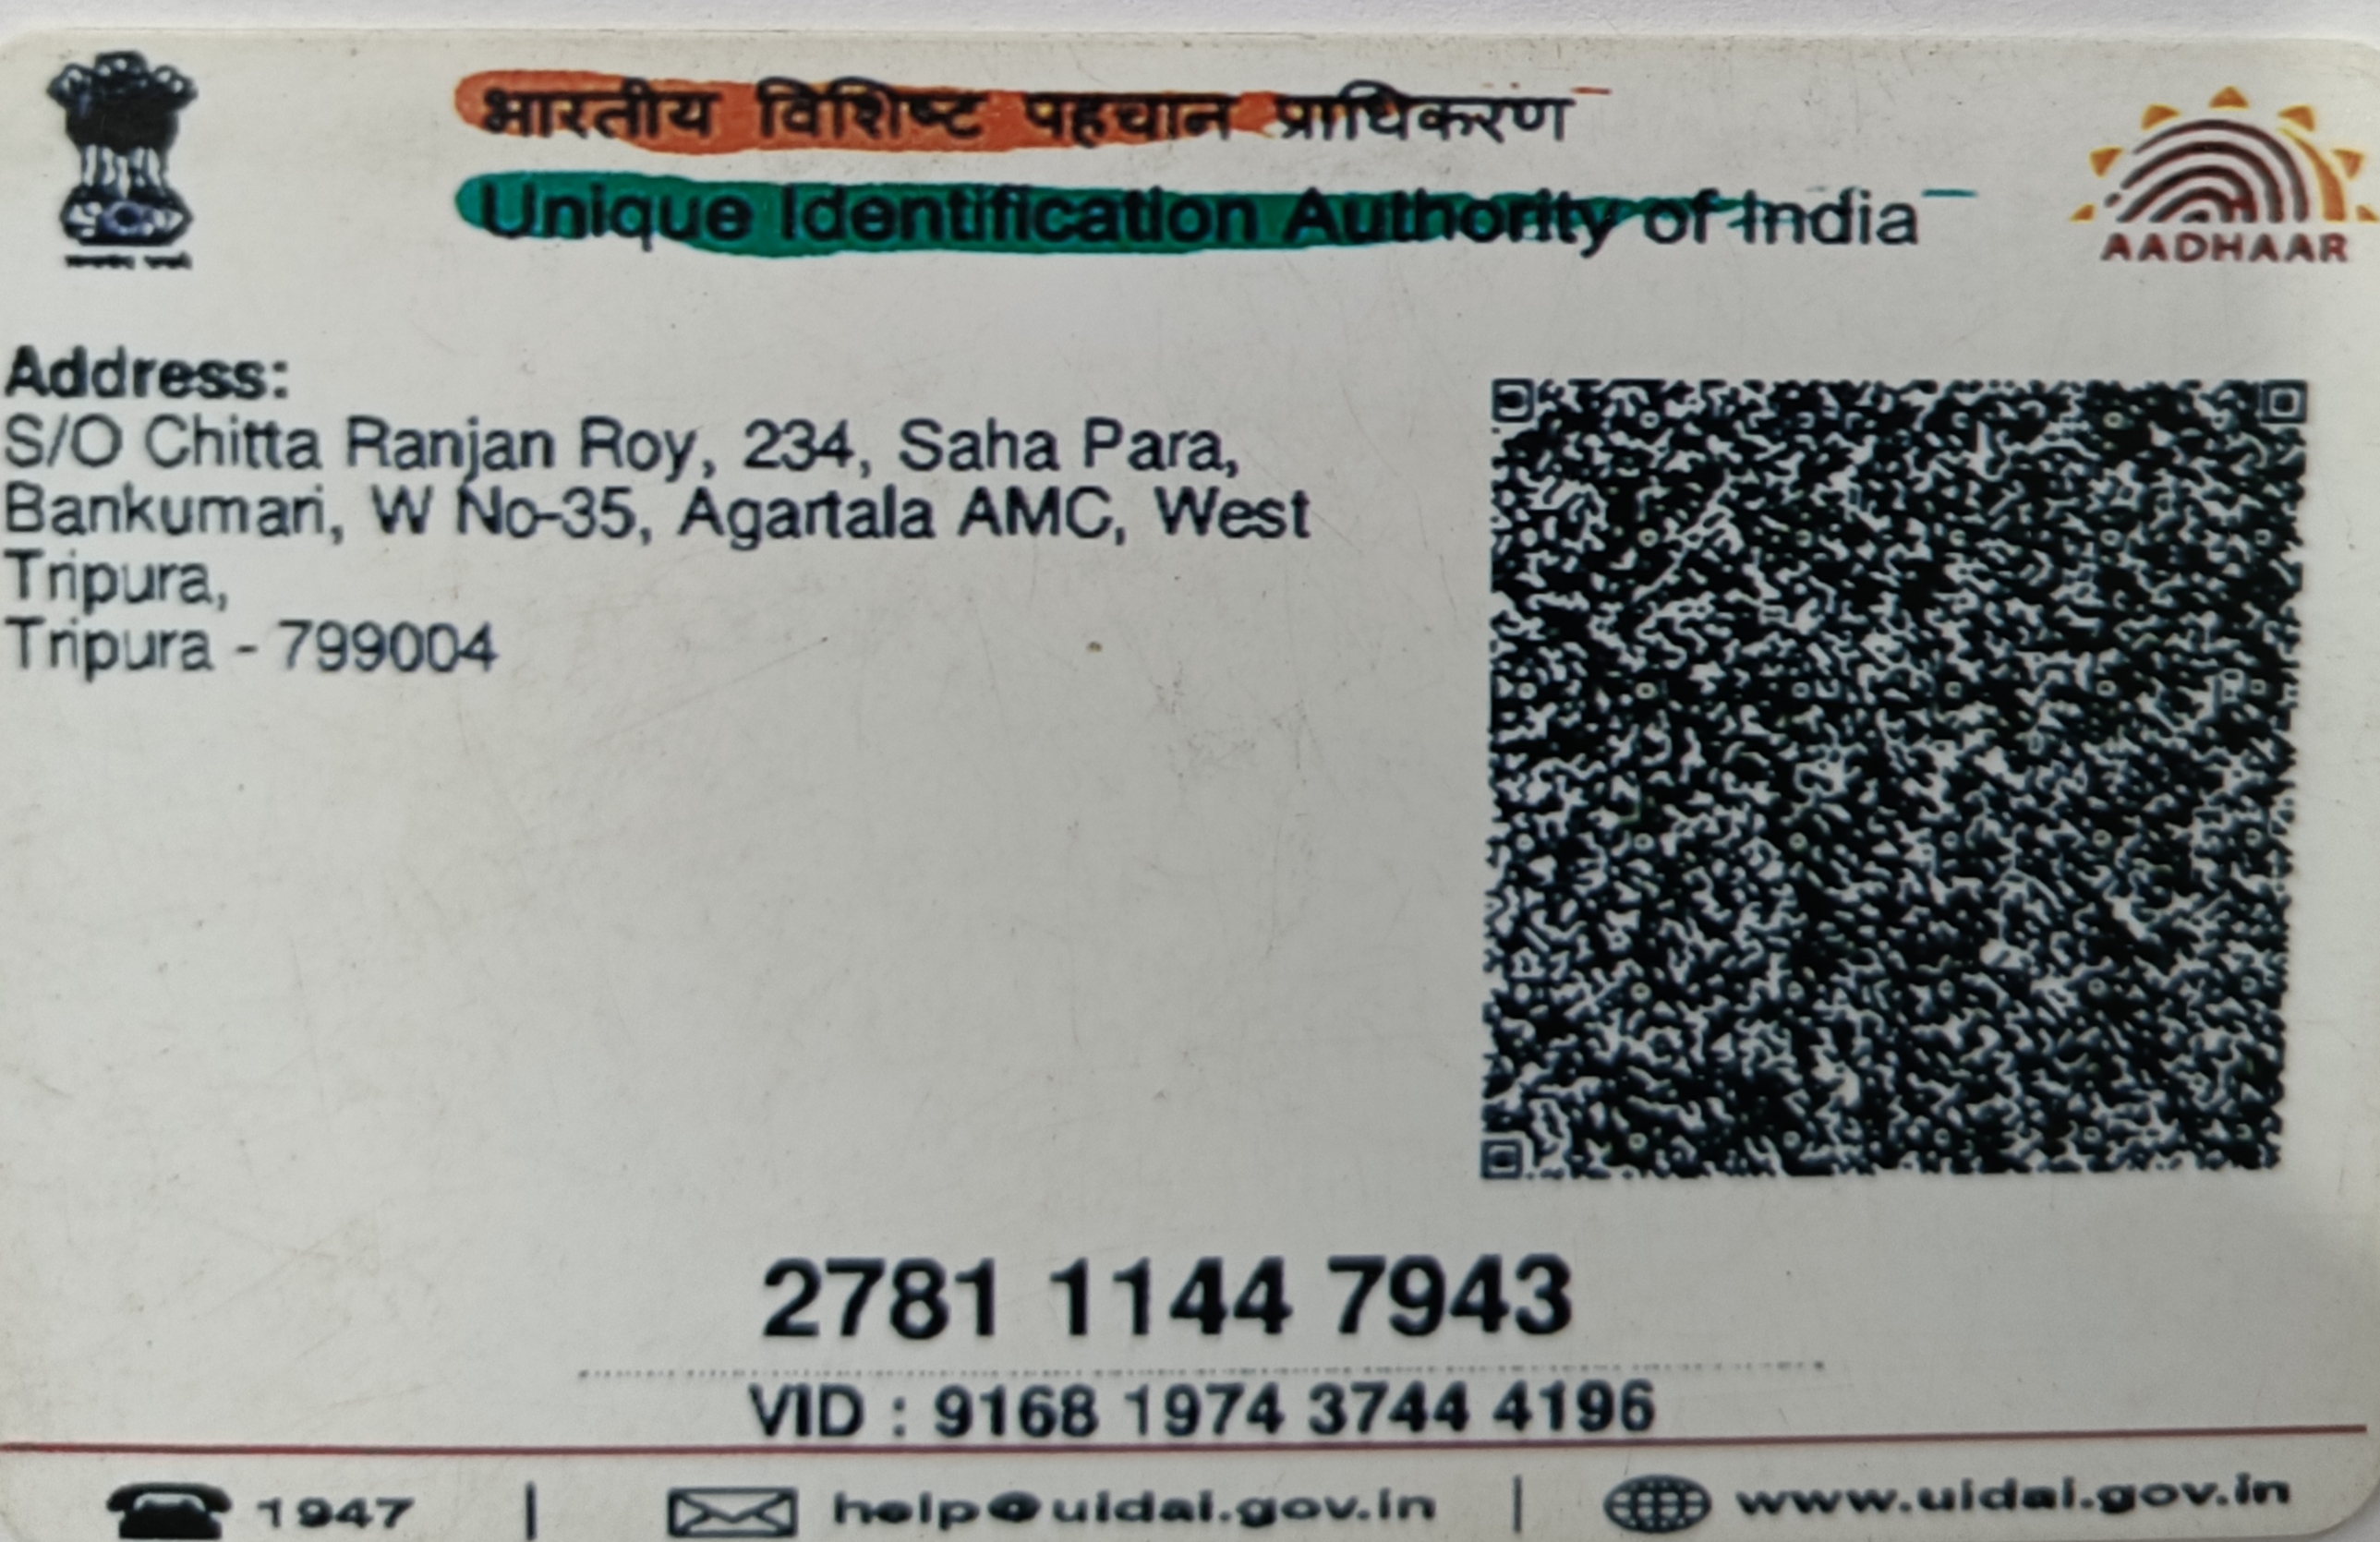 भारतीय विशिष्ट पहचान प्राधिकरण
Unique Identification Authority of India
AADHAAR
Address:
S/O Chitta Ranjan Roy, 234, Saha Para,
Bankumari, W No-35, Agartala AMC, West
Tripura,
Tripura - 799004
2781 1144 7943
VID : 9168 1974 3744 4196
1947 | help@uidai.gov.in | www.uidai.gov.in